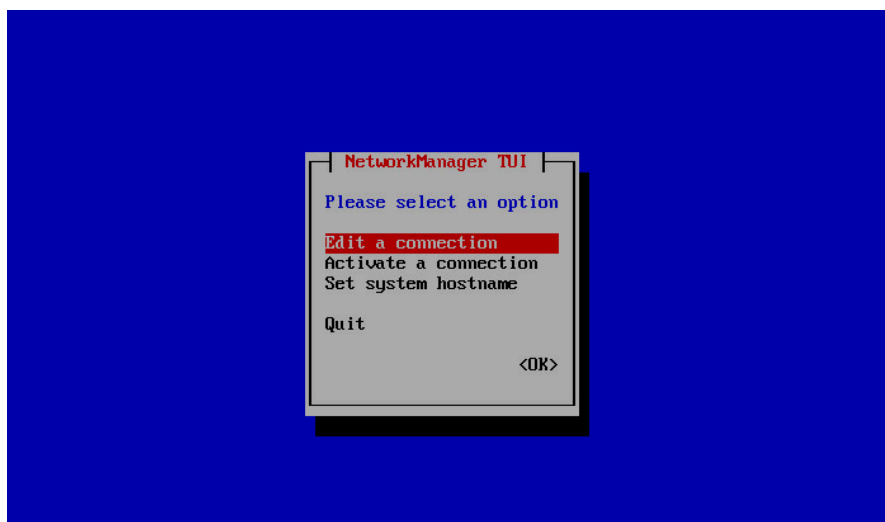 NetworkManager TUI
Please select an option
Edit a connection
Activate a connection
Set system hostname
Quit
<OK>